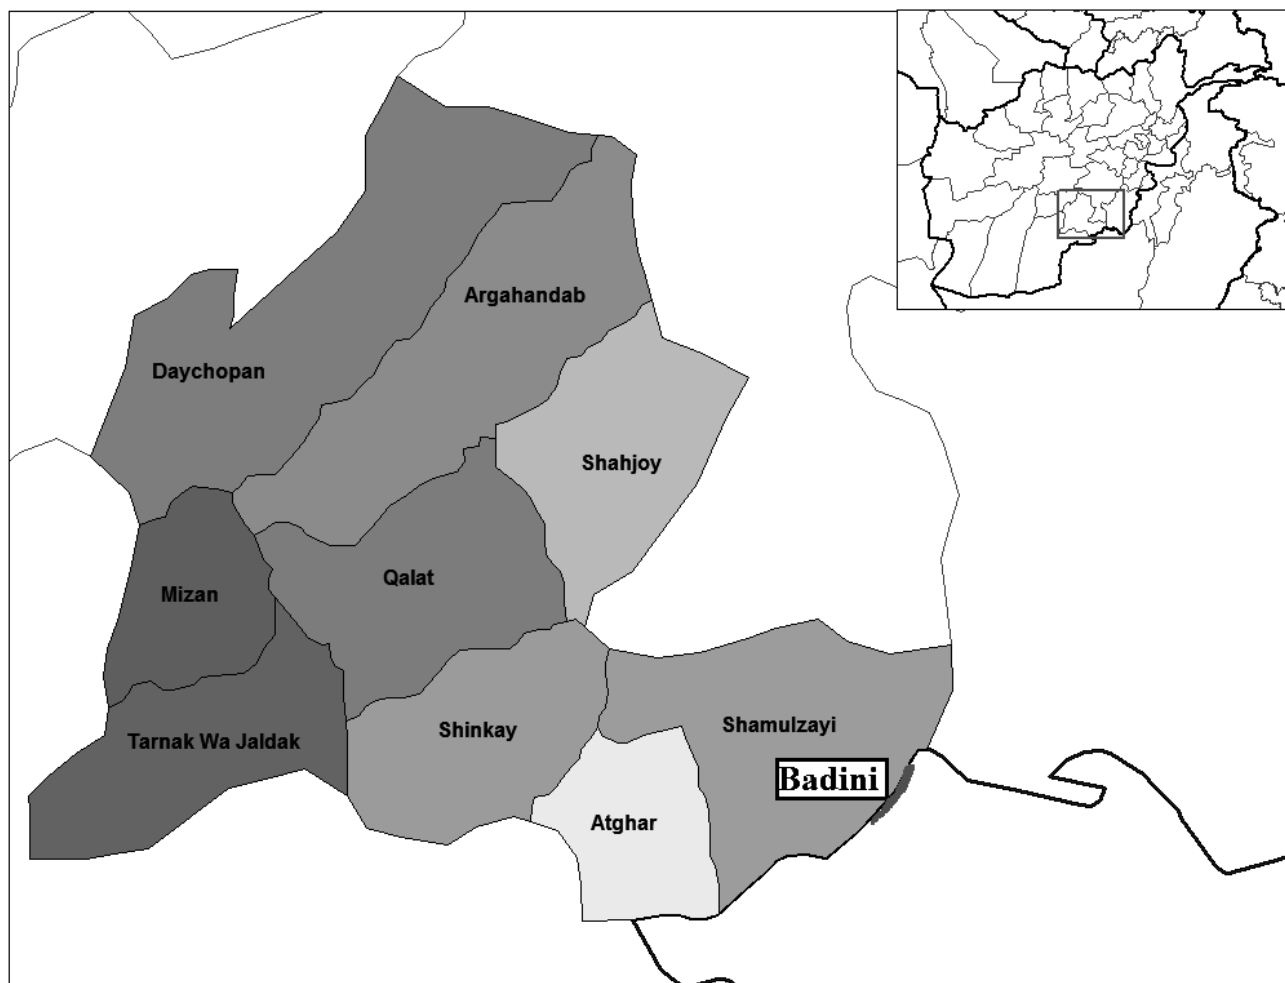 Argahandab
Daychopan
Shahjoy
Qalat
Mizan
Shamulzayi
Shinkay
Tarnak Wa Jaldak
Badini
Atghar